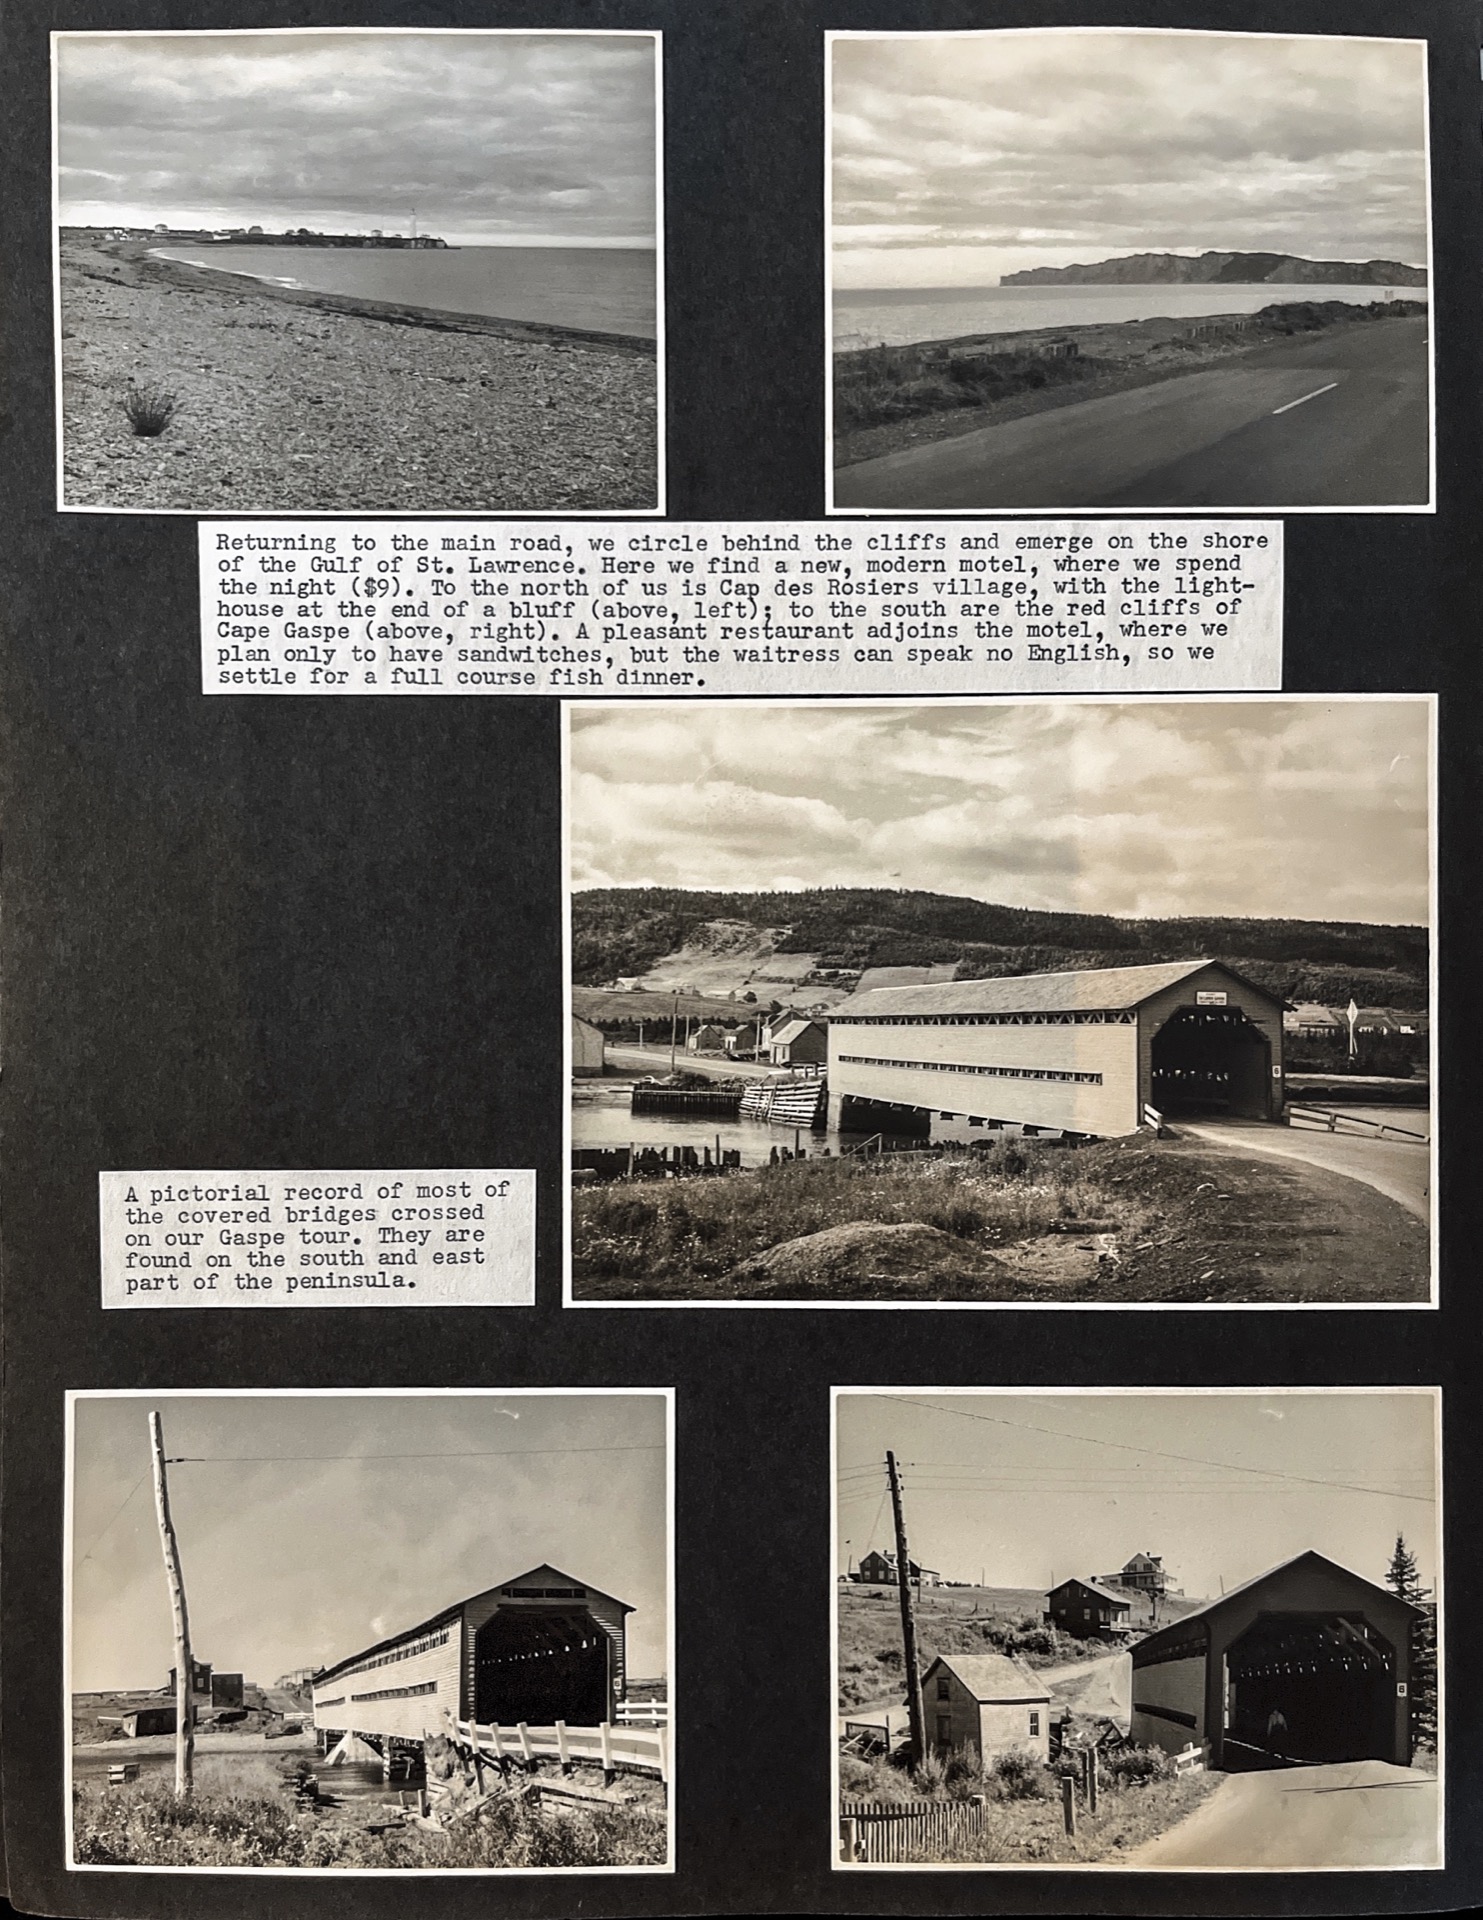 Returning to the main road, we circle behind the cliffs and emerge on the shore
of the Gulf of St. Lawrence. Here we find a new, modern motel, where we spend
the night ($9). To the north of us is Cap des Rosiers village, with the light-
house at the end of a bluff (above, left); to the south are the red cliffs of
Cape Gaspe (above, right). A pleasant restaurant adjoins the motel, where we
plan only to have sandwitches, but the waitress can speak no English, so we
settle for a full course fish dinner.
6
A pictorial record of most of
the covered bridges crossed
on our Gaspe tour. They are
found on the south and east
part of the peninsula.
6